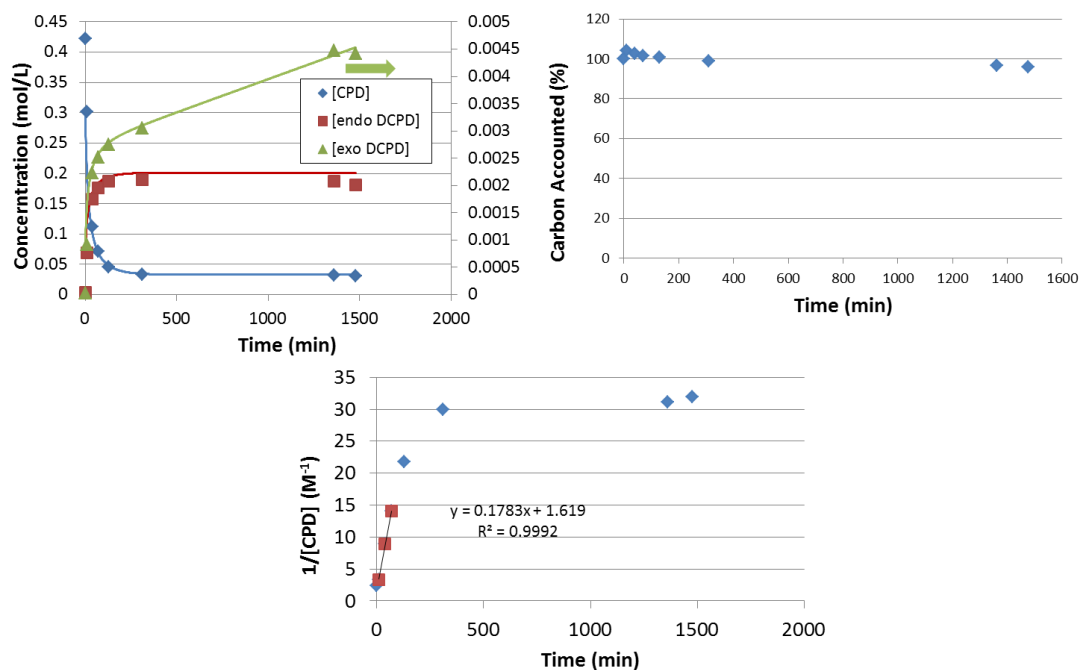 Concerntration (mol/L)
0.45
0.4
0.35
0.3
0.25
0.2
0.15
0.1
0.05
0
0.005
0.0045
0.004
0.0035
0.003
0.0025
0.002
0.0015
0.001
0.0005
0
[CPD]
[endo DCPD]
[exo DCPD]
0 500 1000 1500 2000
Time (min)
Carbon Accounted (%)
120
100
80
60
40
20
0
0 200 400 600 800 1000 1200 1400 1600
Time (min)
1/[CPD] (M⁻¹)
35
30
25
20
15
10
5
0
y = 0.1783x + 1.619
R² = 0.9992
0 500 1000 1500 2000
Time (min)